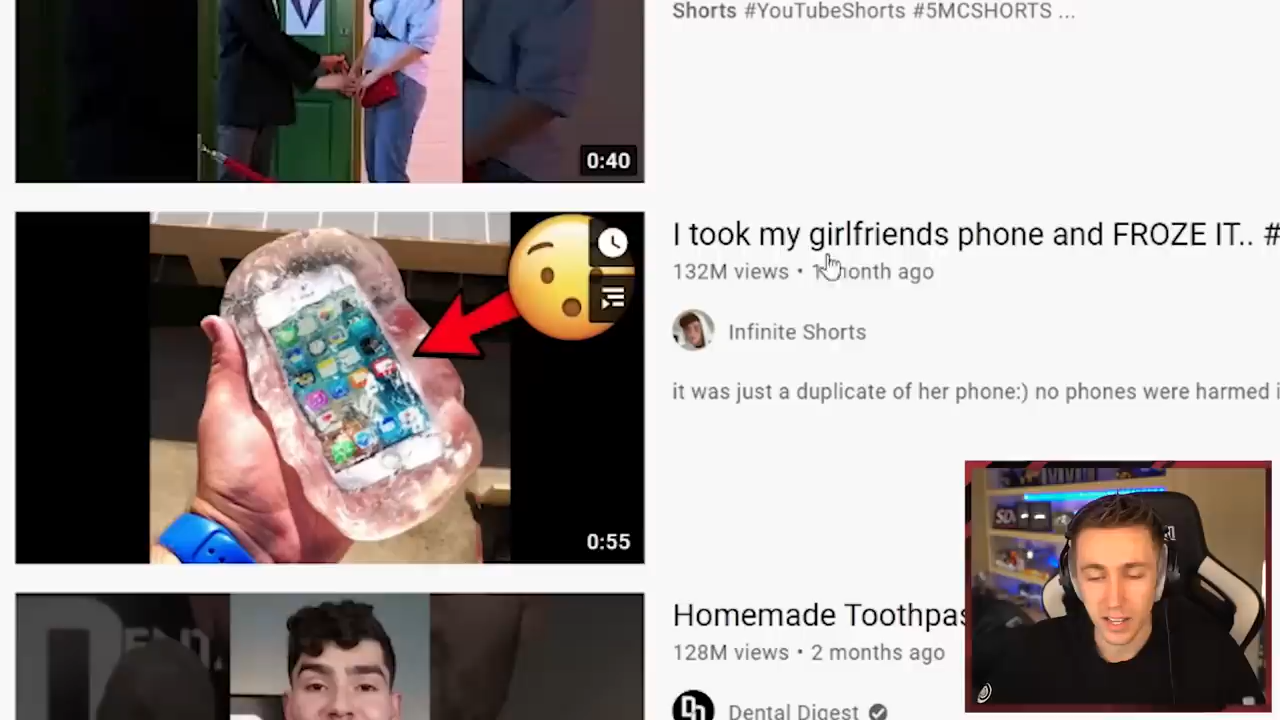 Shorts #YouTubeShorts #5MCSHORTS ...
0:40
I took my girlfriends phone and FROZE IT.. #
132M views • 1 month ago
Infinite Shorts
it was just a duplicate of her phone:) no phones were harmed i
0:55
Homemade Toothpas
128M views • 2 months ago
Dental Digest